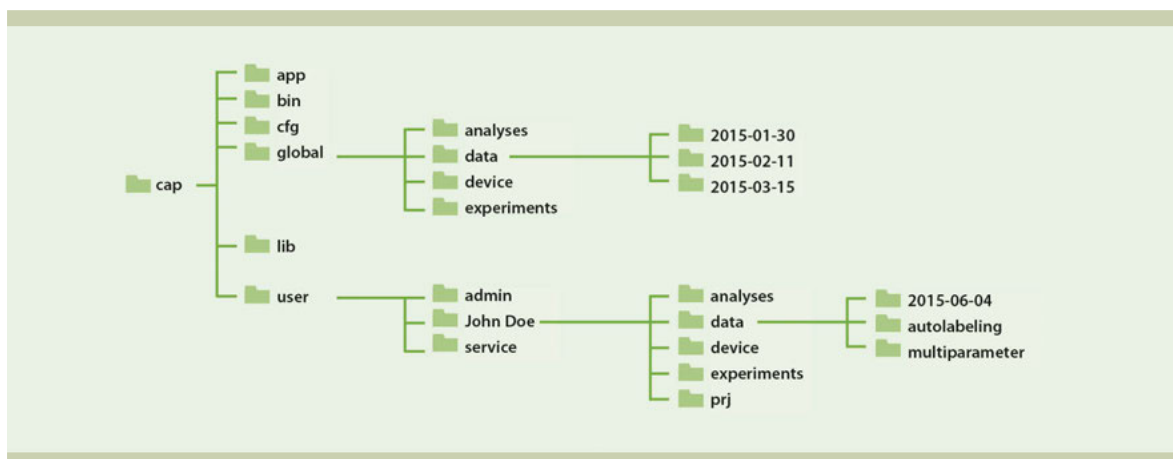 cap
app
bin
cfg
global
lib
user
analyses
data
device
experiments
2015-01-30
2015-02-11
2015-03-15
admin
John Doe
service
analyses
data
device
experiments
prj
2015-06-04
autolabeling
multiparameter